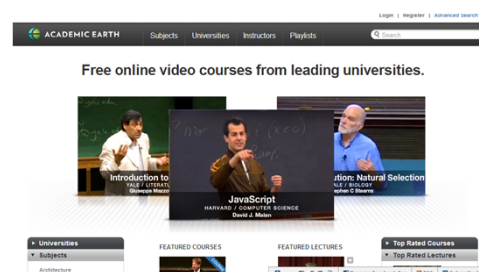 Login | Register | Advanced Search
ACADEMIC EARTH
Subjects Universities Instructors Playlists
Search
Free online video courses from leading universities.
Introduction to
YALE / LITERAT
Giuseppe Mazzo
JavaScript
HARVARD / COMPUTER SCIENCE
David J. Malan
ution: Natural Selection
YALE / BIOLOGY
ephen C Stearns
Universities
Subjects
Architecture
FEATURED COURSES
FEATURED LECTURES
Top Rated Courses
Top Rated Lectures